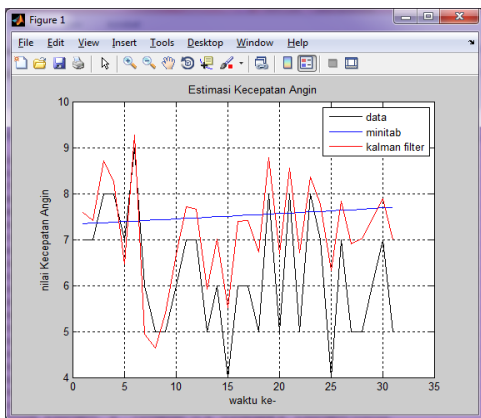 Figure 1
File Edit View Insert Tools Desktop Window Help
Estimasi Kecepatan Angin
data
minitab
kalman filter
nilai Kecepatan Angin
10
9
8
7
6
5
4
0 5 10 15 20 25 30 35
waktu ke-